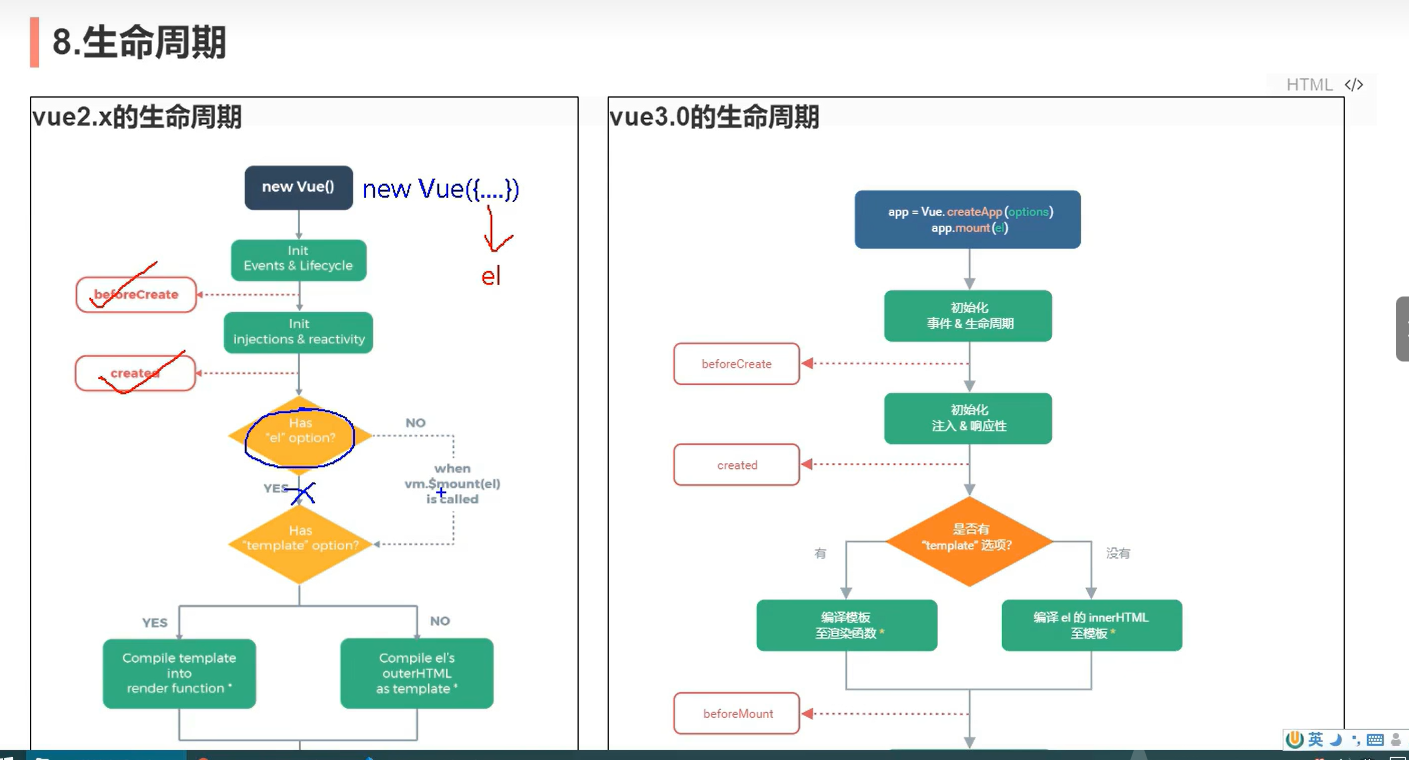 8.生命周期
HTML </>
vue2.x的生命周期
new Vue()
new Vue({....})
el
Init
Events & Lifecycle
beforeCreate
Init
injections & reactivity
created
Has
"el" option?
NO
YES
when
vm.$mount(el)
is called
Has
"template" option?
YES
NO
Compile template
into
render function *
Compile el's
outerHTML
as template *
vue3.0的生命周期
app = Vue.createApp(options)
app.mount(el)
初始化
事件 & 生命周期
beforeCreate
初始化
注入 & 响应性
created
是否有
"template" 选项?
有
没有
编译模板
至渲染函数 *
编译 el 的 innerHTML
至模板 *
beforeMount
英